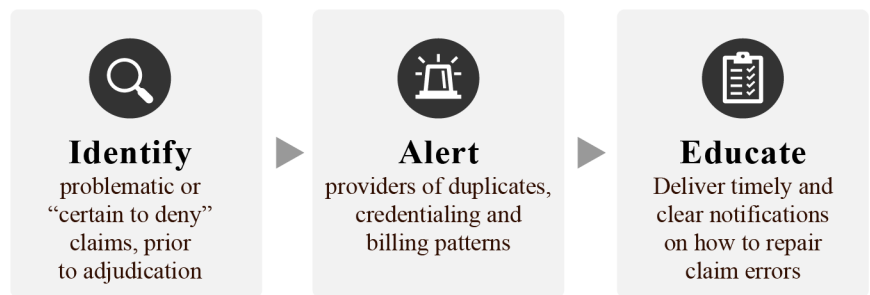 Identify
problematic or
“certain to deny”
claims, prior
to adjudication
Alert
providers of duplicates,
credentialing and
billing patterns
Educate
Deliver timely and
clear notifications
on how to repair
claim errors